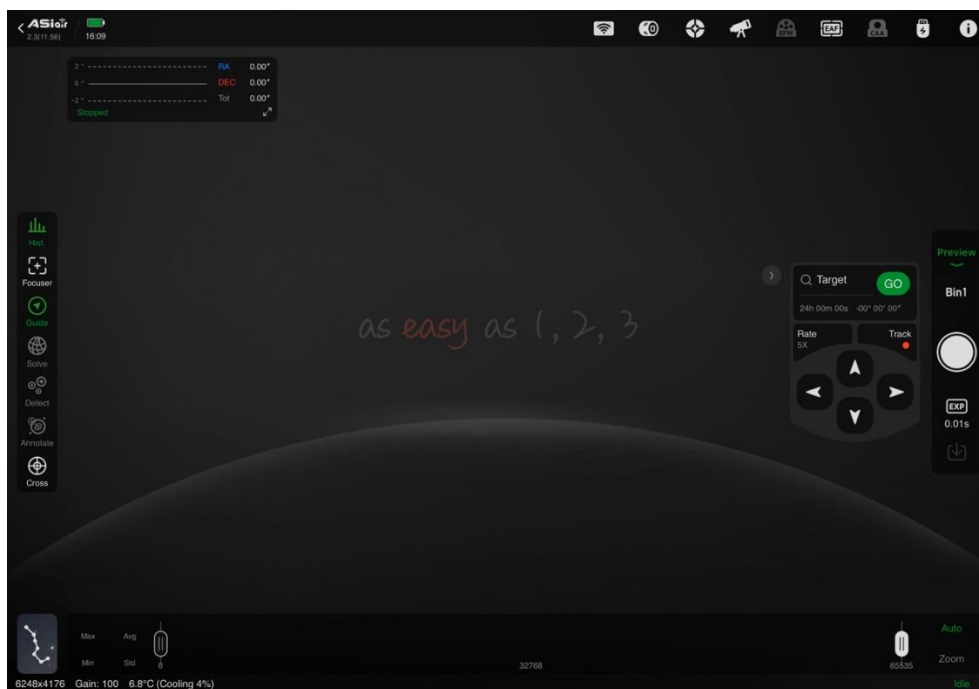 ASiair
2.3(11.56)
16:09
EFW
EAF
CAA
2 "
0 "
-2 "
RA 0.00"
DEC 0.00"
Tot 0.00"
Stopped
Hist.
Focuser
Guide
Solve
Detect
Annotate
Cross
as easy as 1, 2, 3
Target
GO
24h 00m 00s -00° 00' 00"
Rate
5X
Track
Preview
Bin1
EXP
0.01s
Max Avg
Min Std
0
32768
65535
Auto
Zoom
6248x4176 Gain: 100 6.8°C (Cooling 4%)
Idle